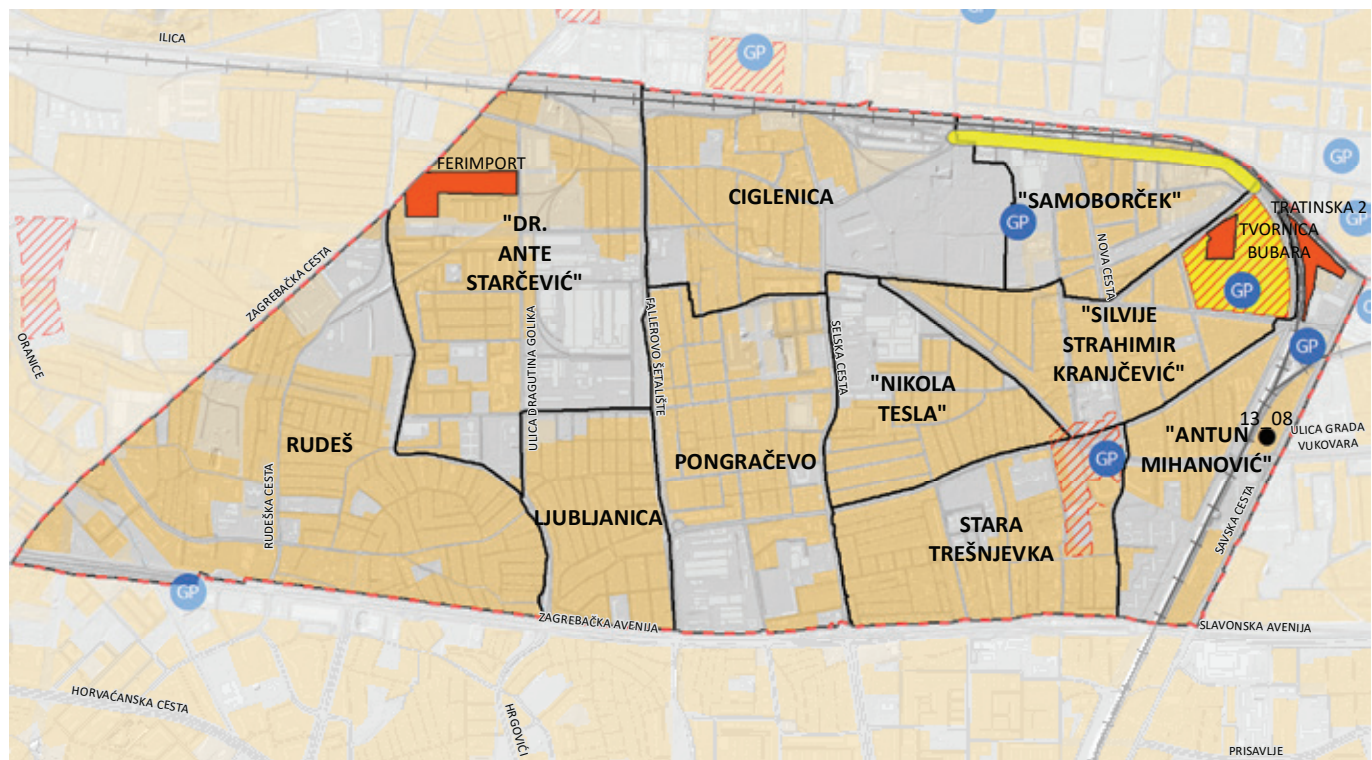 GP
ILICA
GP
GP
FERIMPORT
CIGLENICA
"SAMOBORČEK"
GP
GP
TRATINSKA 2
TVORNICA
BUBARA
"DR.
ANTE
STARČEVIĆ"
NOVA CESTA
GP
ZAGREBAČKA CESTA
ORANICE
ULICA DRAGUTINA GOLIKA
FALLEROVO ŠETALIŠTE
SELSKA CESTA
"SILVIJE
STRAHIMIR
KRANJČEVIĆ"
GP
"NIKOLA
TESLA"
13_08
ULICA GRADA
VUKOVARA
"ANTUN
MIHANOVIĆ"
RUDEŠ
RUDEŠKA CESTA
PONGRAČEVO
GP
LJUBLJANICA
STARA
TREŠNJEVKA
SAVSKA CESTA
GP
ZAGREBAČKA AVENIJA
SLAVONSKA AVENIJA
HORVAĆANSKA CESTA
HRGOVIĆI
PRISAVLJE